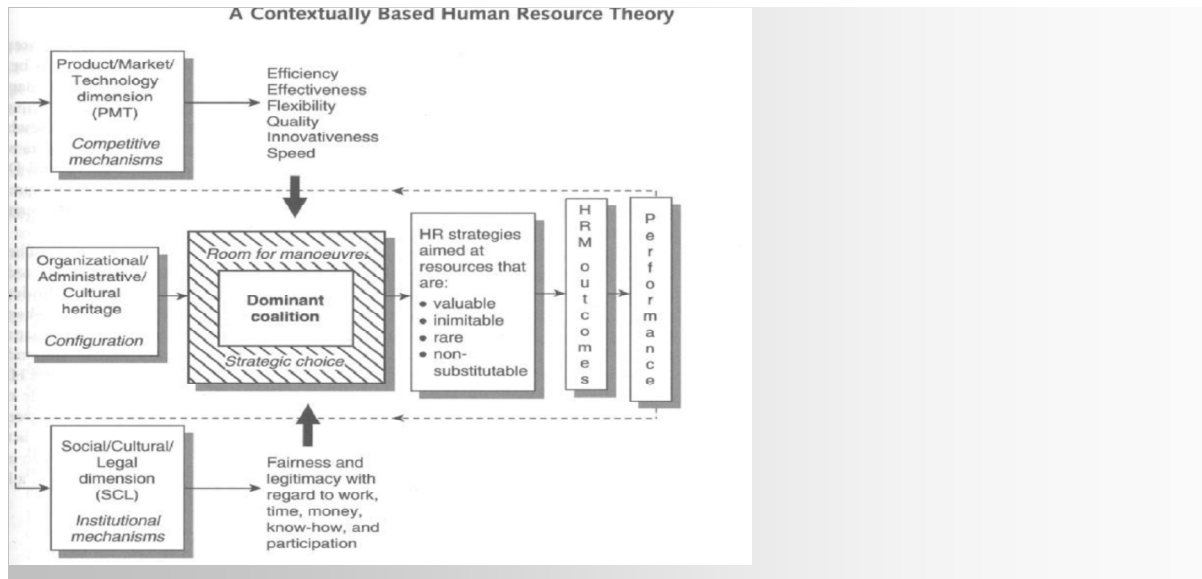 A Contextually Based Human Resource Theory
Product/Market/
Technology
dimension
(PMT)
Competitive
mechanisms
Efficiency
Effectiveness
Flexibility
Quality
Innovativeness
Speed
Organizational/
Administrative/
Cultural
heritage
Configuration
Room for manoeuvre:
Dominant
coalition
Strategic choice
HR strategies
aimed at
resources that
are:
• valuable
• inimitable
• rare
• non-
substitutable
HRM outcomes
Performance
Social/Cultural/
Legal
dimension
(SCL)
Institutional
mechanisms
Fairness and
legitimacy with
regard to work,
time, money,
know-how, and
participation